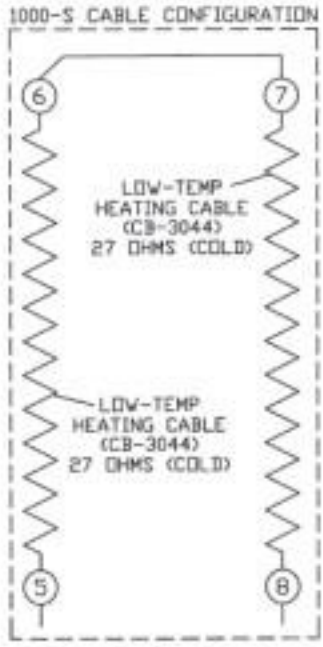 1000-S CABLE CONFIGURATION
6
7
LOW-TEMP
HEATING CABLE
(CB-3044)
27 OHMS (COLD)
LOW-TEMP
HEATING CABLE
(CB-3044)
27 OHMS (COLD)
5
8